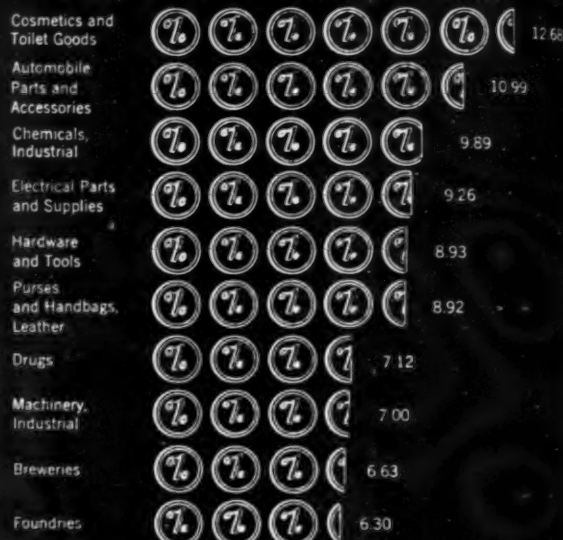 Cosmetics and
Toilet Goods
% % % % % % %
12.68
Automobile
Parts and
Accessories
% % % % % %
10.99
Chemicals,
Industrial
% % % % %
9.89
Electrical Parts
and Supplies
% % % % %
9.26
Hardware
and Tools
% % % % %
8.93
Purses
and Handbags,
Leather
% % % % %
8.92
Drugs
% % % %
7.12
Machinery,
Industrial
% % % %
7.00
Breweries
% % % %
6.63
Foundries
% % % %
6.30